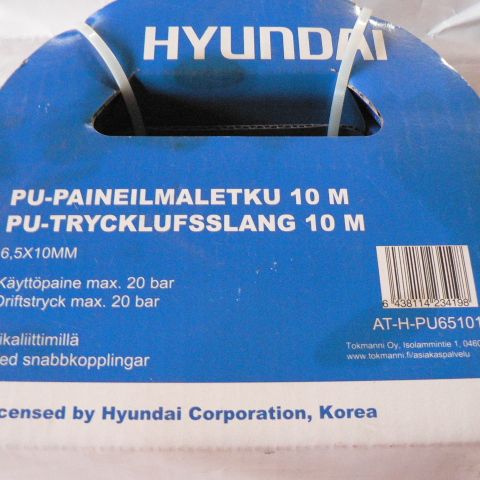 HYUNDAI
PU-PAINEILMALETKU 10 M
PU-TRYCKLUFSSLANG 10 M
6,5X10MM
Käyttöpaine max. 20 bar
Driftstryck max. 20 bar
6 438114 234198
AT-H-PU65101
Tokmanni Oy, Isolammintie 1, 0460
www.tokmanni.fi/asiakaspalvelu
ikaliittimillä
ed snabbkopplingar
icensed by Hyundai Corporation, Korea